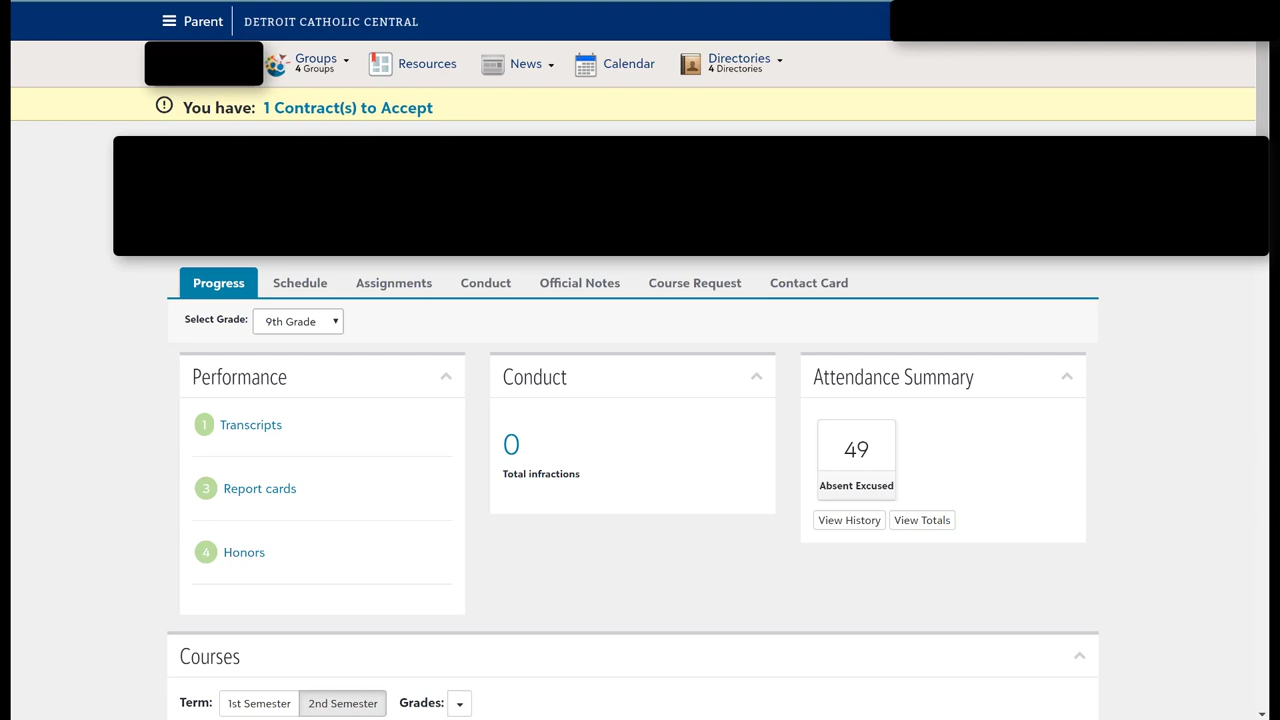 Parent DETROIT CATHOLIC CENTRAL
Groups
4 Groups
Resources
News
Calendar
Directories
4 Directories
You have: 1 Contract(s) to Accept
Progress Schedule Assignments Conduct Official Notes Course Request Contact Card
Select Grade: 9th Grade
Performance
1 Transcripts
3 Report cards
4 Honors
Conduct
0
Total infractions
Attendance Summary
49
Absent Excused
View History View Totals
Courses
Term: 1st Semester 2nd Semester Grades: